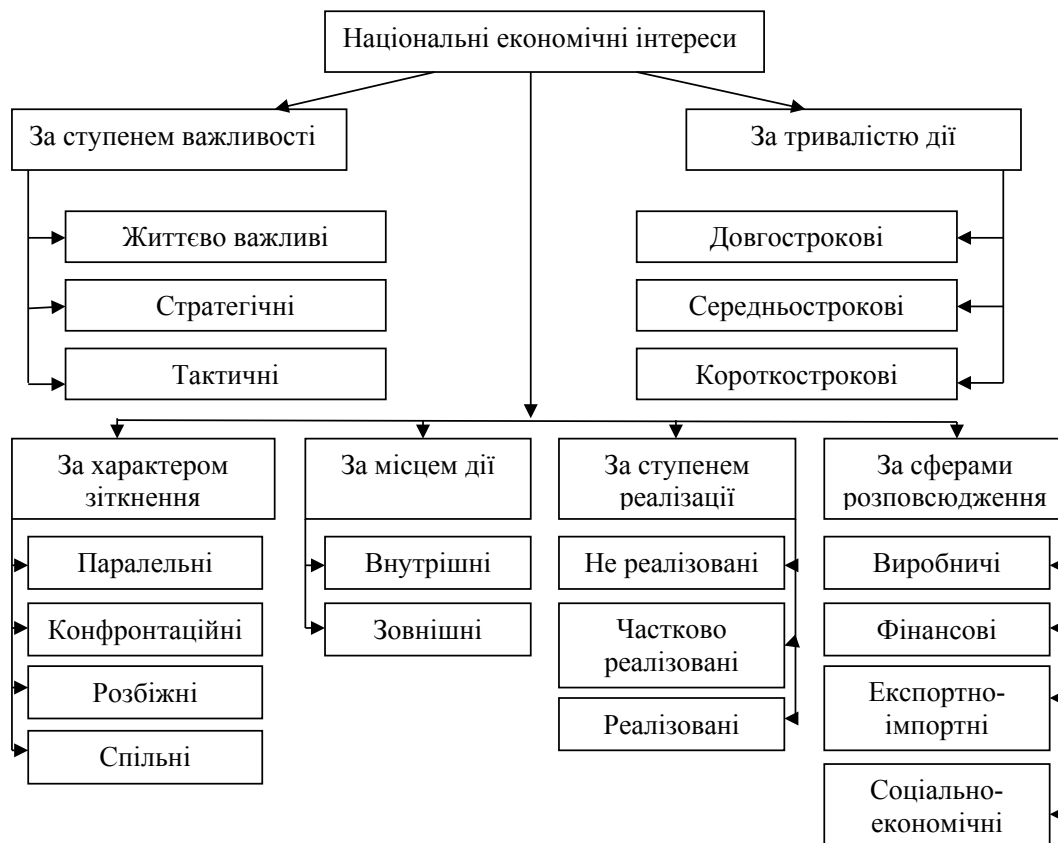 Національні економічні інтереси
За ступенем важливості
За тривалістю дії
Життєво важливі
Стратегічні
Тактичні
Довгострокові
Середньострокові
Короткострокові
За характером
зіткнення
Паралельні
Конфронтаційні
Розбіжні
Спільні
За місцем дії
Внутрішні
Зовнішні
За ступенем
реалізації
Не реалізовані
Частково
реалізовані
Реалізовані
За сферами
розповсюдження
Виробничі
Фінансові
Експортно-
імпортні
Соціально-
економічні